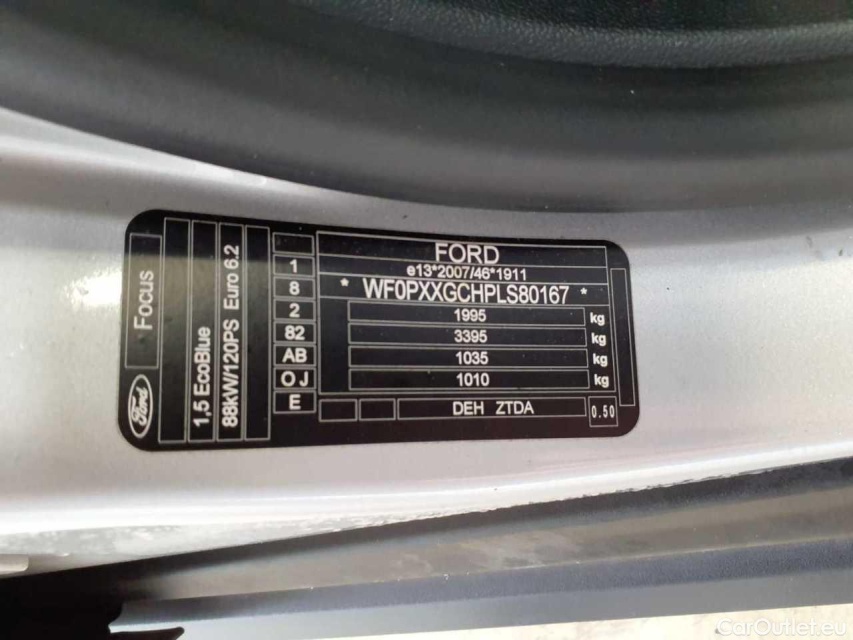 FORD
e13*2007/46*1911
* WF0PXXGCHPLS80167 *
1995 kg
3395 kg
1035 kg
1010 kg
DEH ZTDA 0.50
1
8
2
82
AB
OJ
E
Focus
1,5 EcoBlue
88kW/120PS Euro 6.2
Ford
CarOutlet.eu